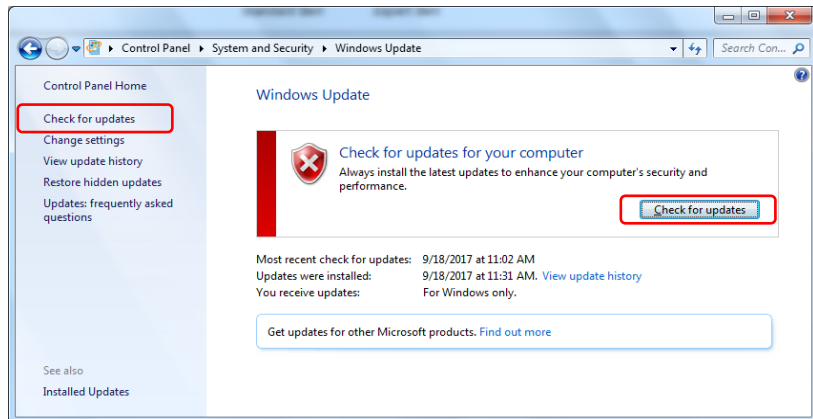 Control Panel ▸ System and Security ▸ Windows Update
Search Con...
Control Panel Home
Check for updates
Change settings
View update history
Restore hidden updates
Updates: frequently asked
questions
See also
Installed Updates
Windows Update
Check for updates for your computer
Always install the latest updates to enhance your computer's security and
performance.
Check for updates
Most recent check for updates: 9/18/2017 at 11:02 AM
Updates were installed: 9/18/2017 at 11:31 AM. View update history
You receive updates: For Windows only.
Get updates for other Microsoft products. Find out more